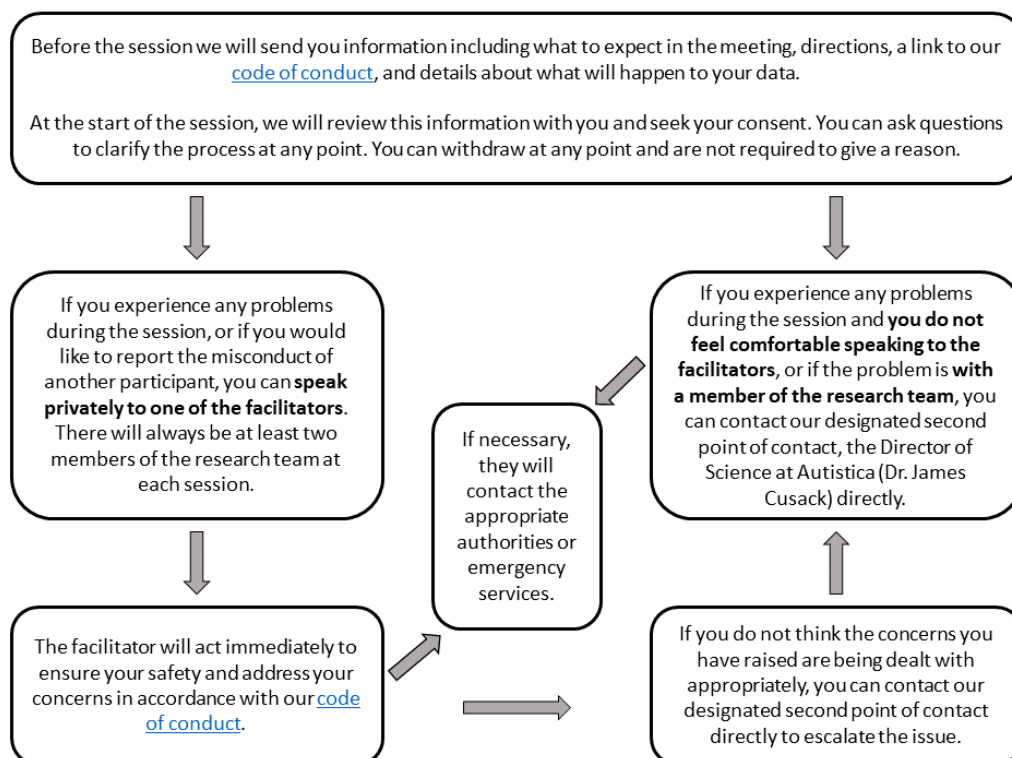 Before the session we will send you information including what to expect in the meeting, directions, a link to our
code of conduct, and details about what will happen to your data.
At the start of the session, we will review this information with you and seek your consent. You can ask questions
to clarify the process at any point. You can withdraw at any point and are not required to give a reason.
If you experience any problems
during the session, or if you would
like to report the misconduct of
another participant, you can speak
privately to one of the facilitators.
There will always be at least two
members of the research team at
each session.
If you experience any problems
during the session and you do not
feel comfortable speaking to the
facilitators, or if the problem is with
a member of the research team, you
can contact our designated second
point of contact, the Director of
Science at Autistica (Dr. James
Cusack) directly.
If necessary,
they will
contact the
appropriate
authorities or
emergency
services.
The facilitator will act immediately to
ensure your safety and address your
concerns in accordance with our code
of conduct.
If you do not think the concerns you
have raised are being dealt with
appropriately, you can contact our
designated second point of contact
directly to escalate the issue.